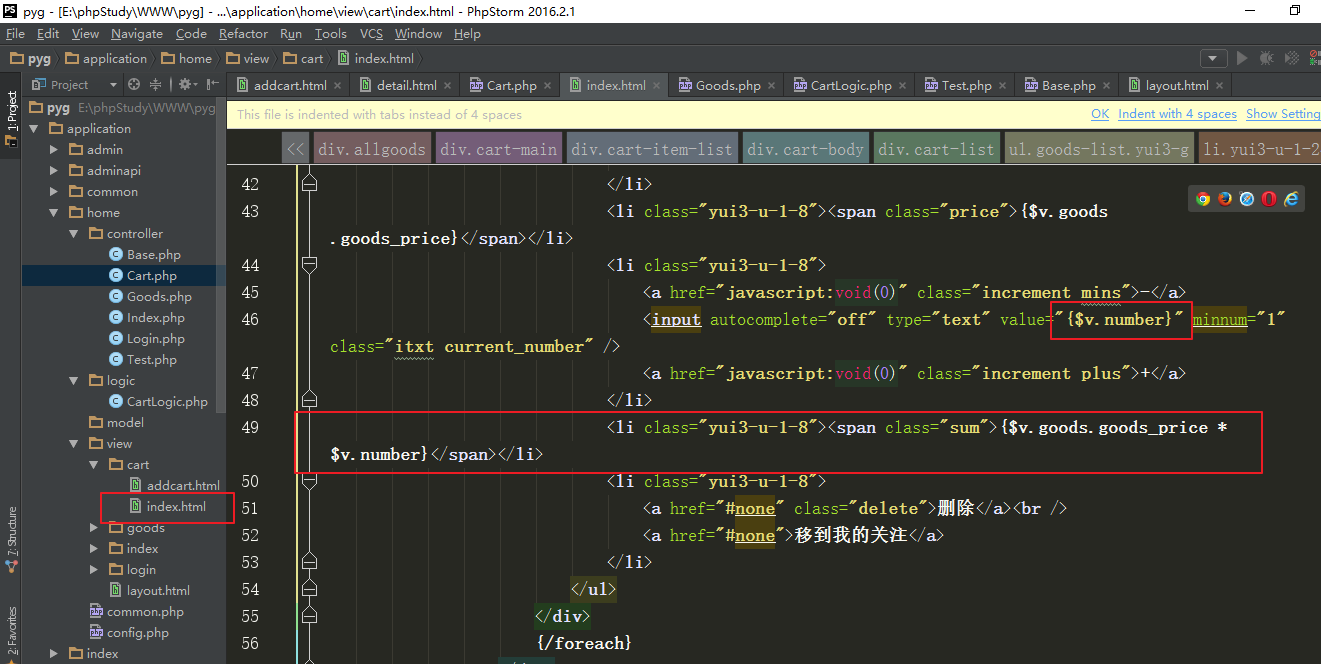 pyg - [E:\phpStudy\WWW\pyg] - ...\application\home\view\cart\index.html - PhpStorm 2016.2.1
File Edit View Navigate Code Refactor Run Tools VCS Window Help
pyg application home view cart index.html
Project
addcart.html detail.html Cart.php index.html Goods.php CartLogic.php Test.php Base.php layout.html
1: Project
7: Structure
2: Favorites
pyg E:\phpStudy\WWW\pyg
application
admin
adminapi
common
home
controller
Base.php
Cart.php
Goods.php
Index.php
Login.php
Test.php
logic
CartLogic.php
model
view
cart
addcart.html
index.html
goods
index
login
layout.html
common.php
config.php
index
This file is indented with tabs instead of 4 spaces OK Indent with 4 spaces Show Setting
<< div.allgoods div.cart-main div.cart-item-list div.cart-body div.cart-list ul.goods-list.yui3-g li.yui3-u-1-2
42 </li>
43 <li class="yui3-u-1-8"><span class="price">{$v.goods
.goods_price}</span></li>
44 <li class="yui3-u-1-8">
45 <a href="javascript:void(0)" class="increment mins">-</a>
46 <input autocomplete="off" type="text" value="{$v.number}" minnum="1"
class="itxt current_number" />
47 <a href="javascript:void(0)" class="increment plus">+</a>
48 </li>
49 <li class="yui3-u-1-8"><span class="sum">{$v.goods.goods_price *
$v.number}</span></li>
50 <li class="yui3-u-1-8">
51 <a href="#none" class="delete">删除</a><br />
52 <a href="#none">移到我的关注</a>
53 </li>
54 </ul>
55 </div>
56 {/foreach}